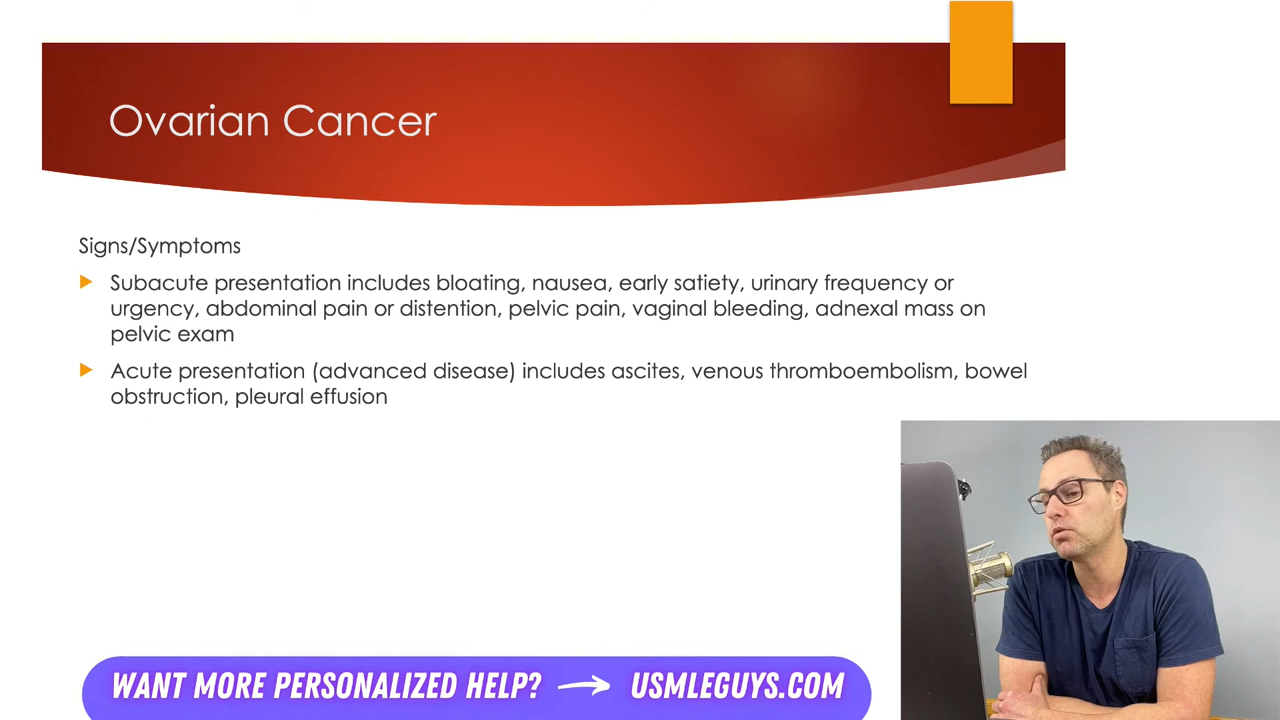 Ovarian Cancer
Signs/Symptoms
Subacute presentation includes bloating, nausea, early satiety, urinary frequency or
urgency, abdominal pain or distention, pelvic pain, vaginal bleeding, adnexal mass on
pelvic exam
Acute presentation (advanced disease) includes ascites, venous thromboembolism, bowel
obstruction, pleural effusion
WANT MORE PERSONALIZED HELP? → USMLEGUYS.COM